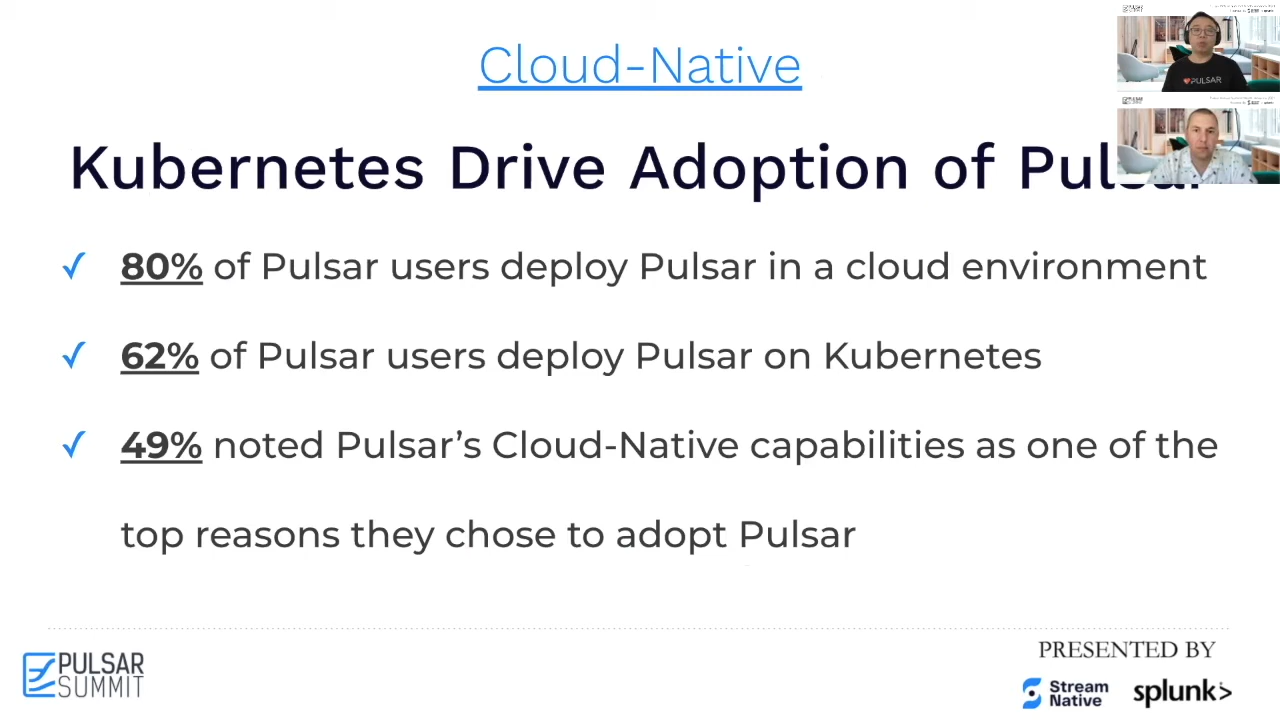 Cloud-Native
Kubernetes Drive Adoption of Pulsar
80% of Pulsar users deploy Pulsar in a cloud environment
62% of Pulsar users deploy Pulsar on Kubernetes
49% noted Pulsar’s Cloud-Native capabilities as one of the
top reasons they chose to adopt Pulsar
PULSAR
PULSAR
SUMMIT
PRESENTED BY
Stream
Native
splunk>